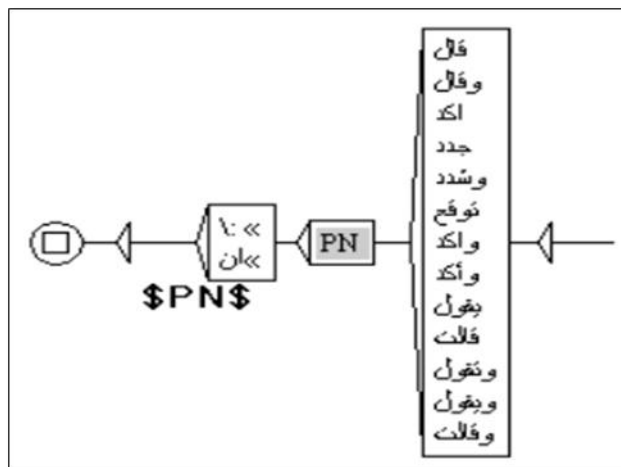 قال
وقال
اكد
جدد
وشدد
توقع
واكد
وأكد
يقول
قالت
وتقول
ويقول
وقالت
PN
\: «
ان«
$PN$